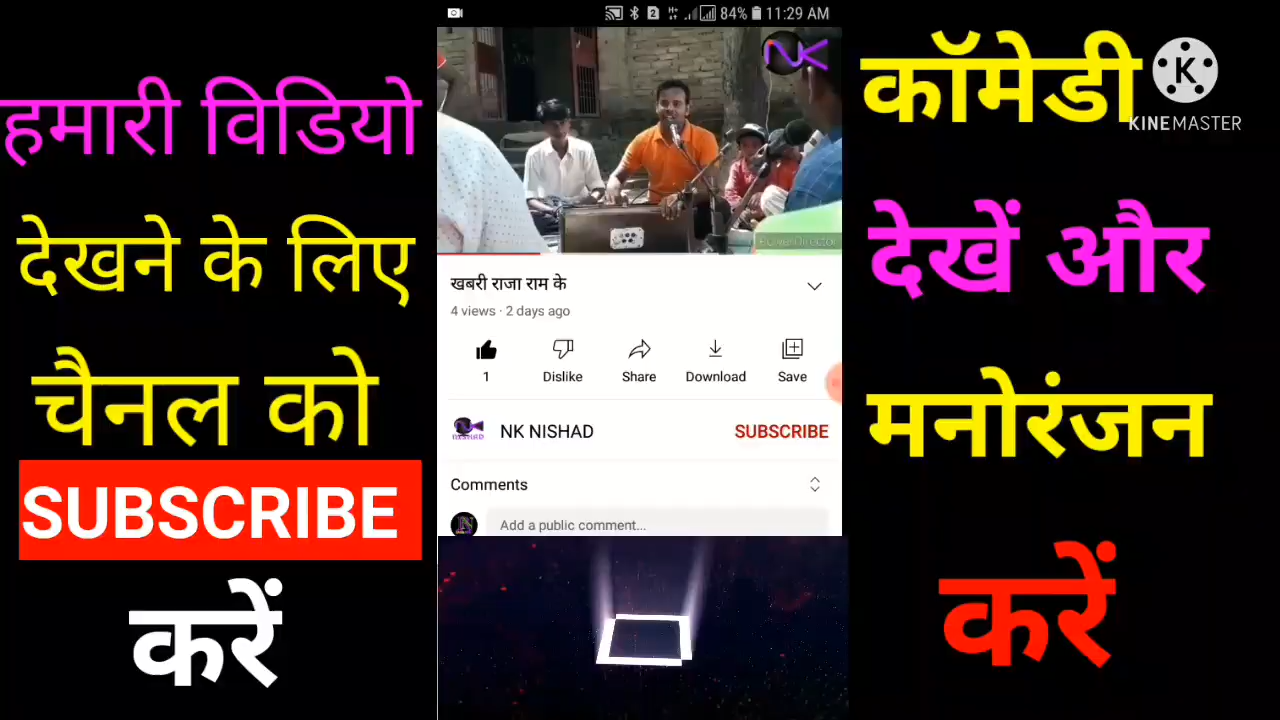 हमारी विडियो
देखने के लिए
चैनल को
SUBSCRIBE
करें
84% 11:29 AM
NK
खबरी राजा राम के
4 views · 2 days ago
1
Dislike
Share
Download
Save
NK NISHAD
SUBSCRIBE
Comments
Add a public comment...
कॉमेडी
K
KINEMASTER
देखें और
मनोरंजन
करें